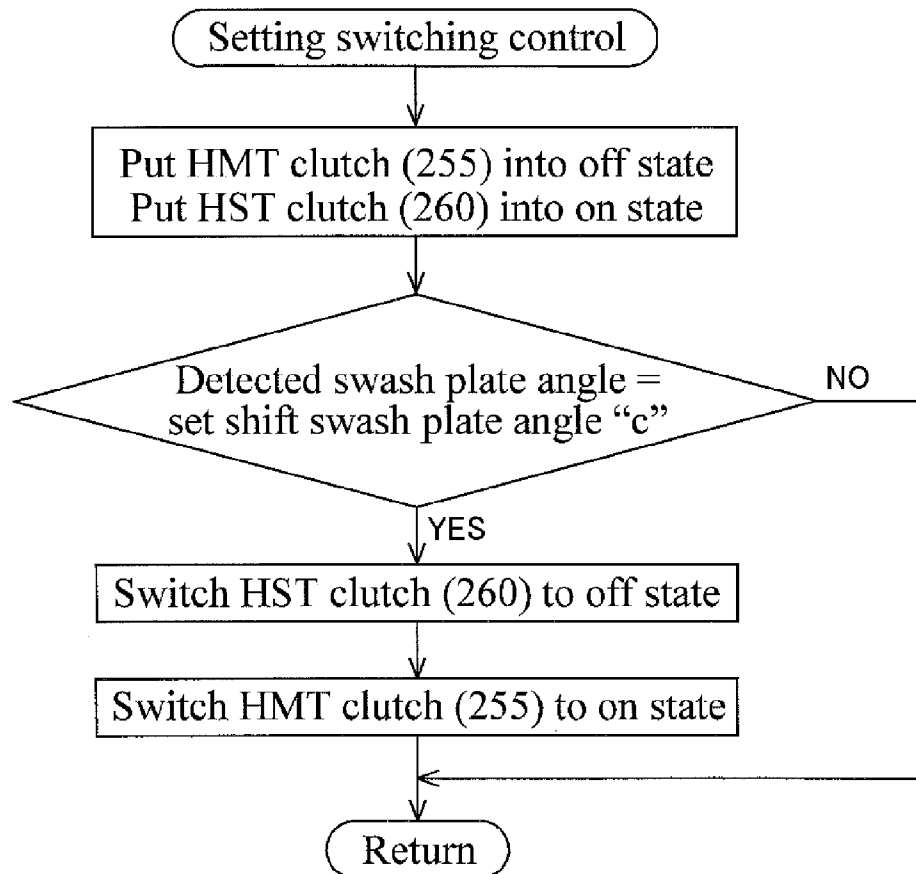 Setting switching control
Put HMT clutch (255) into off state
Put HST clutch (260) into on state
Detected swash plate angle =
set shift swash plate angle “c”
NO
YES
Switch HST clutch (260) to off state
Switch HMT clutch (255) to on state
Return